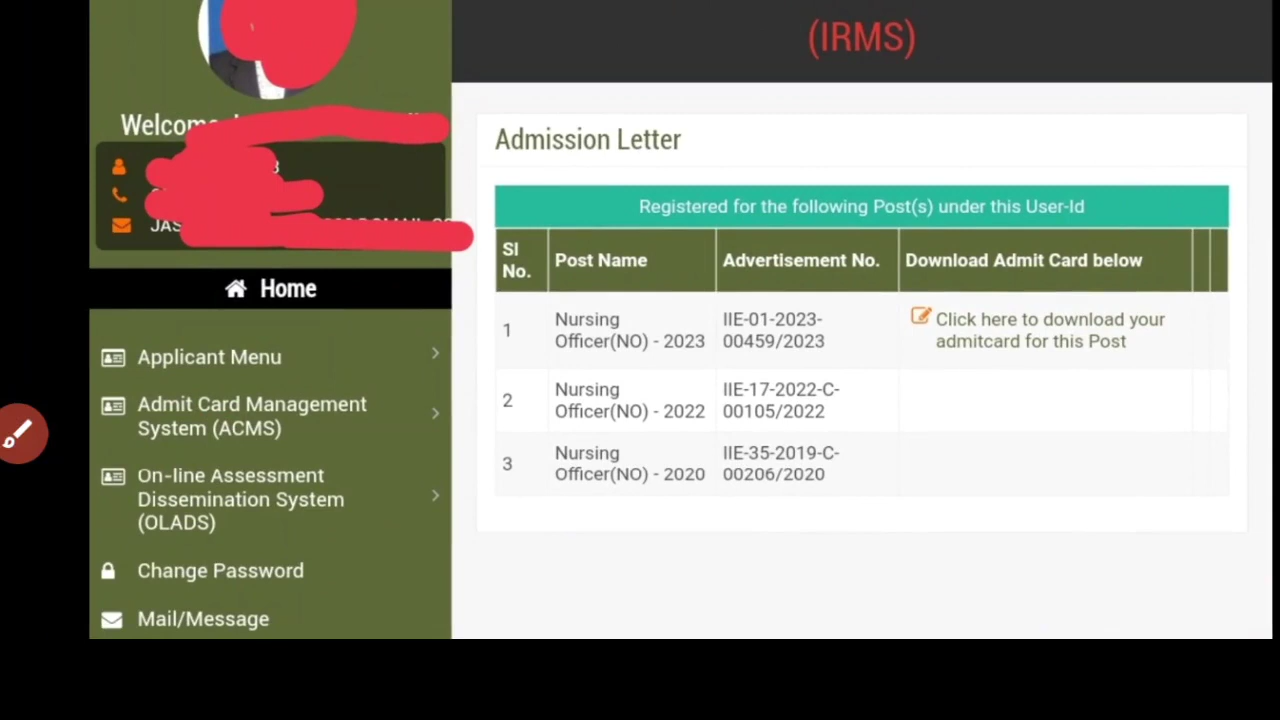 (IRMS)
Welcome
JAS
Home
Applicant Menu
Admit Card Management
System (ACMS)
On-line Assessment
Dissemination System
(OLADS)
Change Password
Mail/Message
Admission Letter
Registered for the following Post(s) under this User-Id
Sl
No.
Post Name
Advertisement No.
Download Admit Card below
1
Nursing
Officer(NO) - 2023
IIE-01-2023-
00459/2023
Click here to download your
admitcard for this Post
2
Nursing
Officer(NO) - 2022
IIE-17-2022-C-
00105/2022
3
Nursing
Officer(NO) - 2020
IIE-35-2019-C-
00206/2020